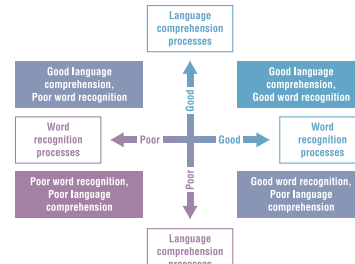 Language
comprehension
processes
Good language
comprehension,
Poor word recognition
Good language
comprehension,
Good word recognition
Good
Word
recognition
processes
Poor
Good
Word
recognition
processes
Poor
Poor word recognition,
Poor language
comprehension
Good word recognition,
Poor language
comprehension
Language
comprehension
processes